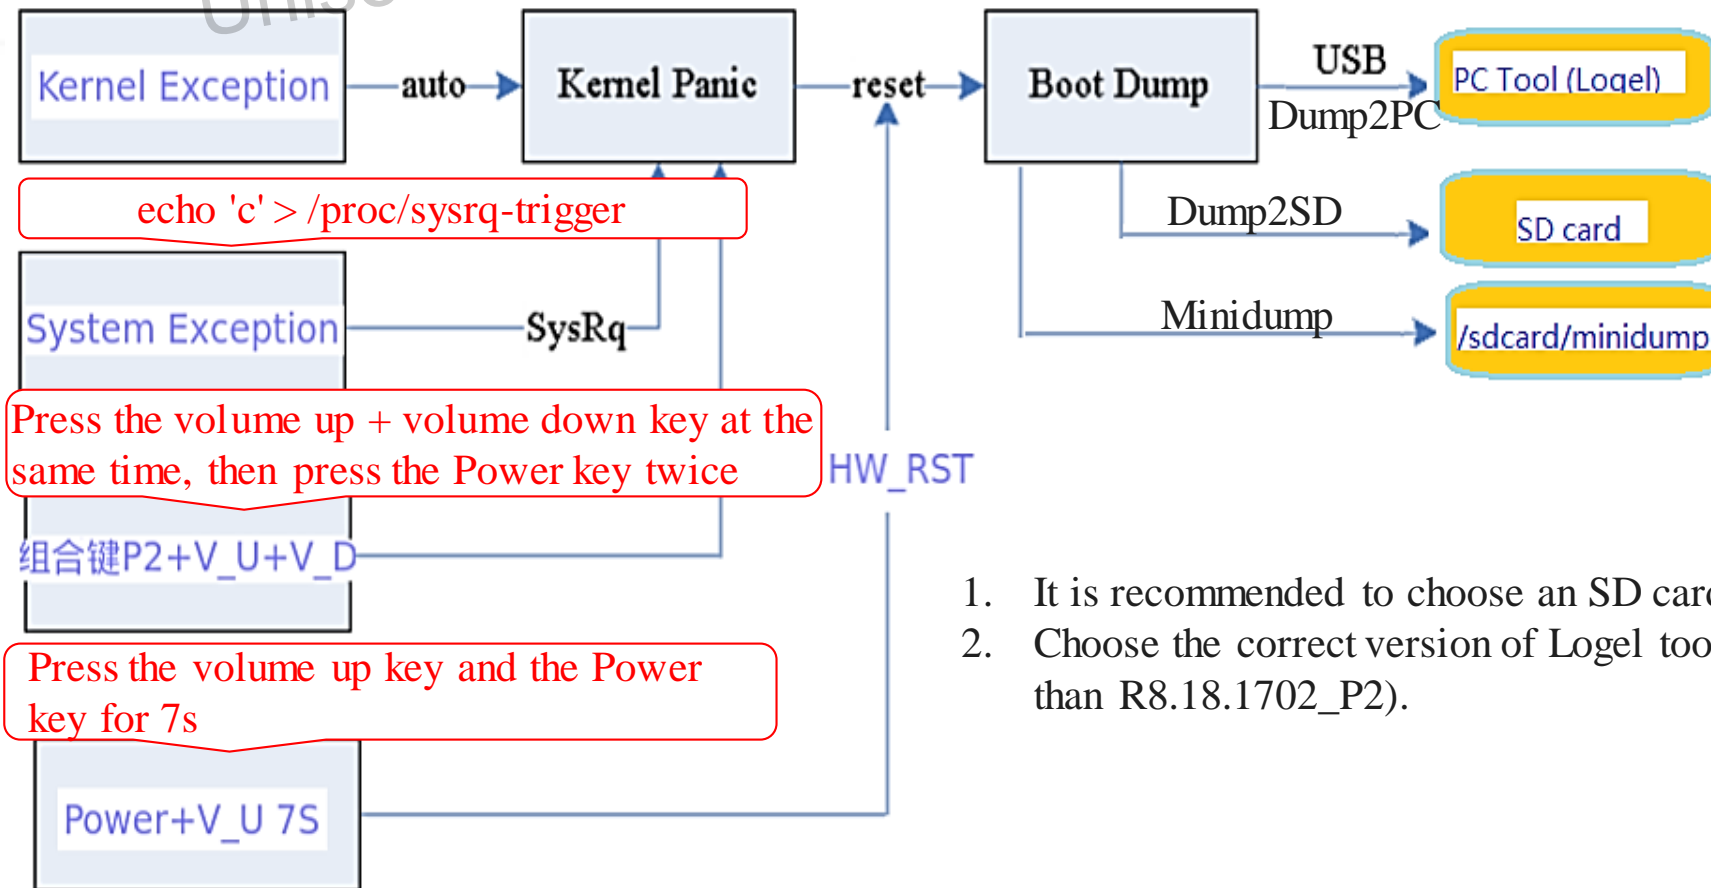 Kernel Exception
auto
Kernel Panic
reset
Boot Dump
USB
Dump2PC
PC Tool (Logel)
echo 'c' > /proc/sysrq-trigger
Dump2SD
SD card
System Exception
SysRq
Minidump
/sdcard/minidump
Press the volume up + volume down key at the
same time, then press the Power key twice
HW_RST
组合键P2+V_U+V_D
1. It is recommended to choose an SD card
2. Choose the correct version of Logel too
than R8.18.1702_P2).
Press the volume up key and the Power
key for 7s
Power+V_U 7S